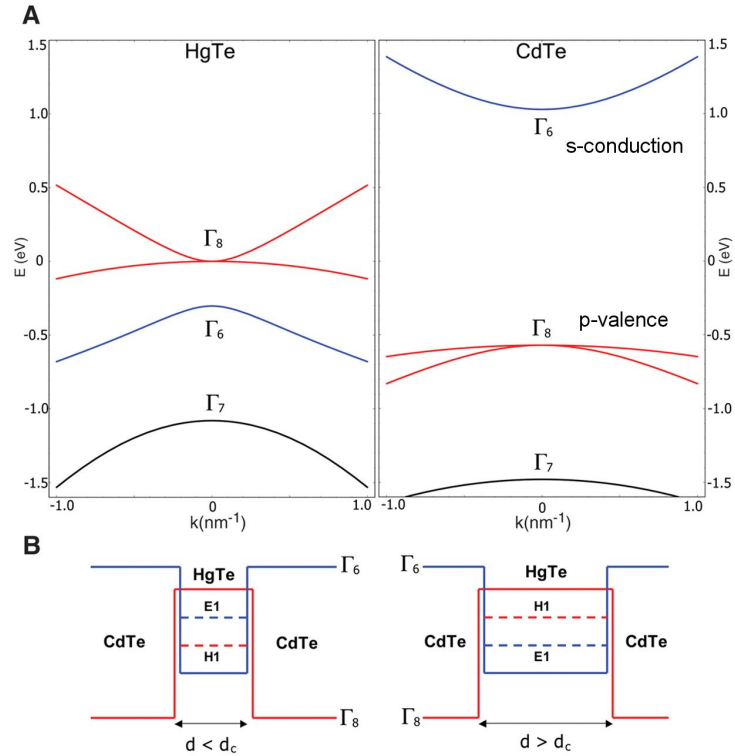 A
HgTe
CdTe
1.5
1.0
0.5
0
-0.5
-1.0
-1.5
E (eV)
Γ8
Γ6
Γ7
-1.0
0
1.0
k(nm-1)
Γ6
s-conduction
Γ8
p-valence
Γ7
1.5
1.0
0.5
0
-0.5
-1.0
-1.5
E (eV)
-1.0
0
1.0
k(nm-1)
B
HgTe
Γ6
E1
CdTe
CdTe
H1
Γ8
d < dc
Γ6
HgTe
H1
CdTe
CdTe
E1
Γ8
d > dc